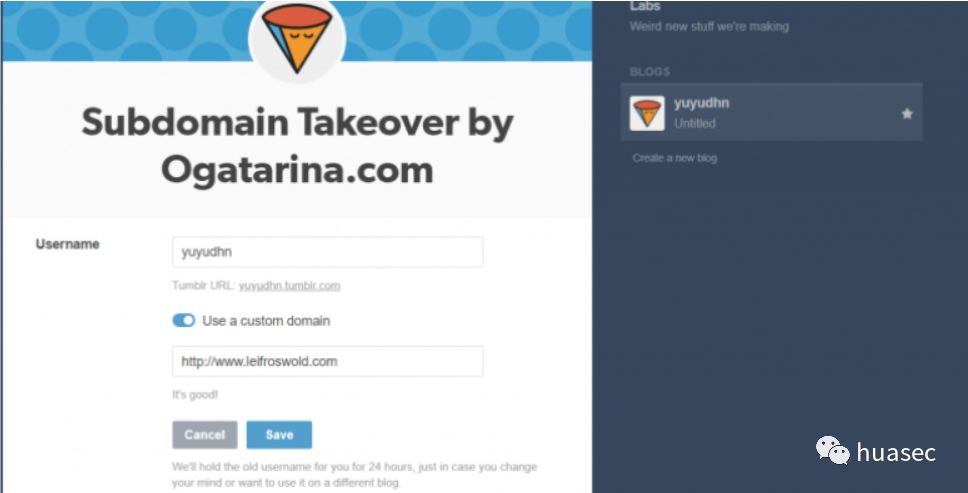 Subdomain Takeover by
Ogatarina.com
Username
yuyudhn
Tumblr URL: yuyudhn.tumblr.com
Use a custom domain
http://www.leifroswold.com
It's good!
Cancel
Save
We'll hold the old username for you for 24 hours, just in case you change
your mind or want to use it on a different blog.
Labs
Weird new stuff we're making
BLOGS
yuyudhn
Untitled
Create a new blog
huasec